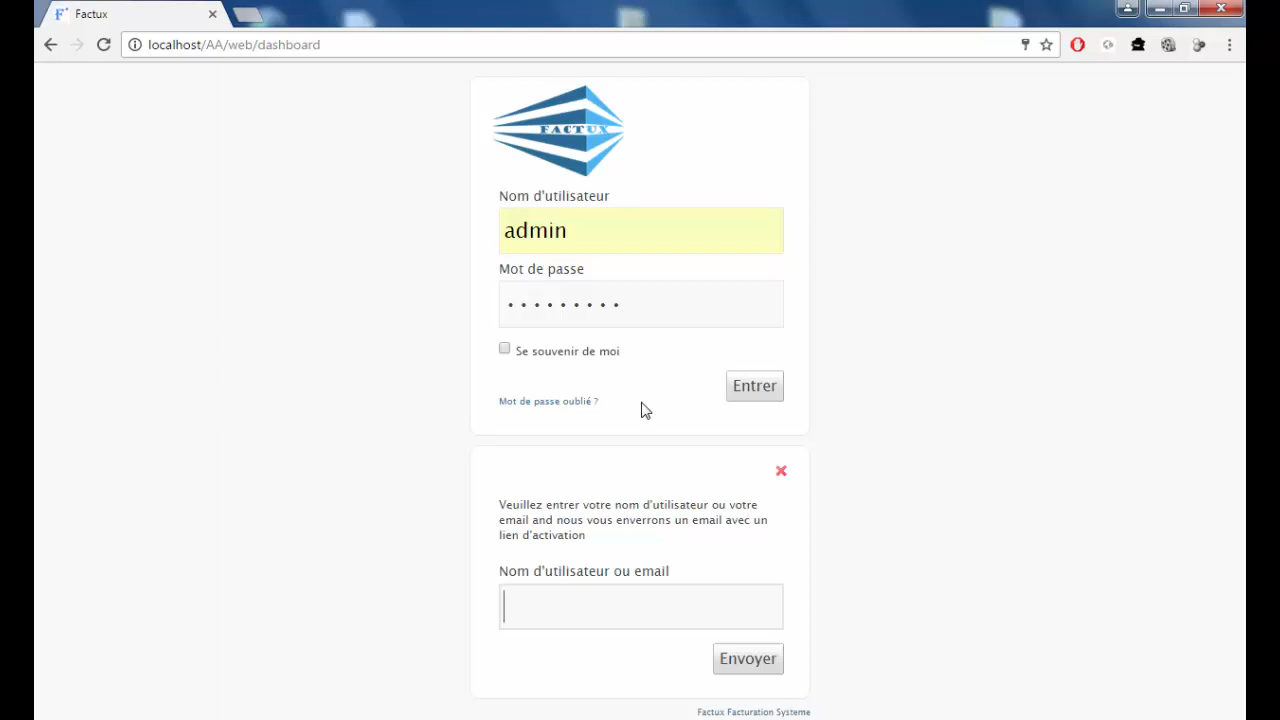 Factux
localhost/AA/web/dashboard
FACTUX
Nom d'utilisateur
admin
Mot de passe
Se souvenir de moi
Entrer
Mot de passe oublié ?
Veuillez entrer votre nom d'utilisateur ou votre
email and nous vous enverrons un email avec un
lien d'activation
Nom d'utilisateur ou email
Envoyer
Factux Facturation Systeme